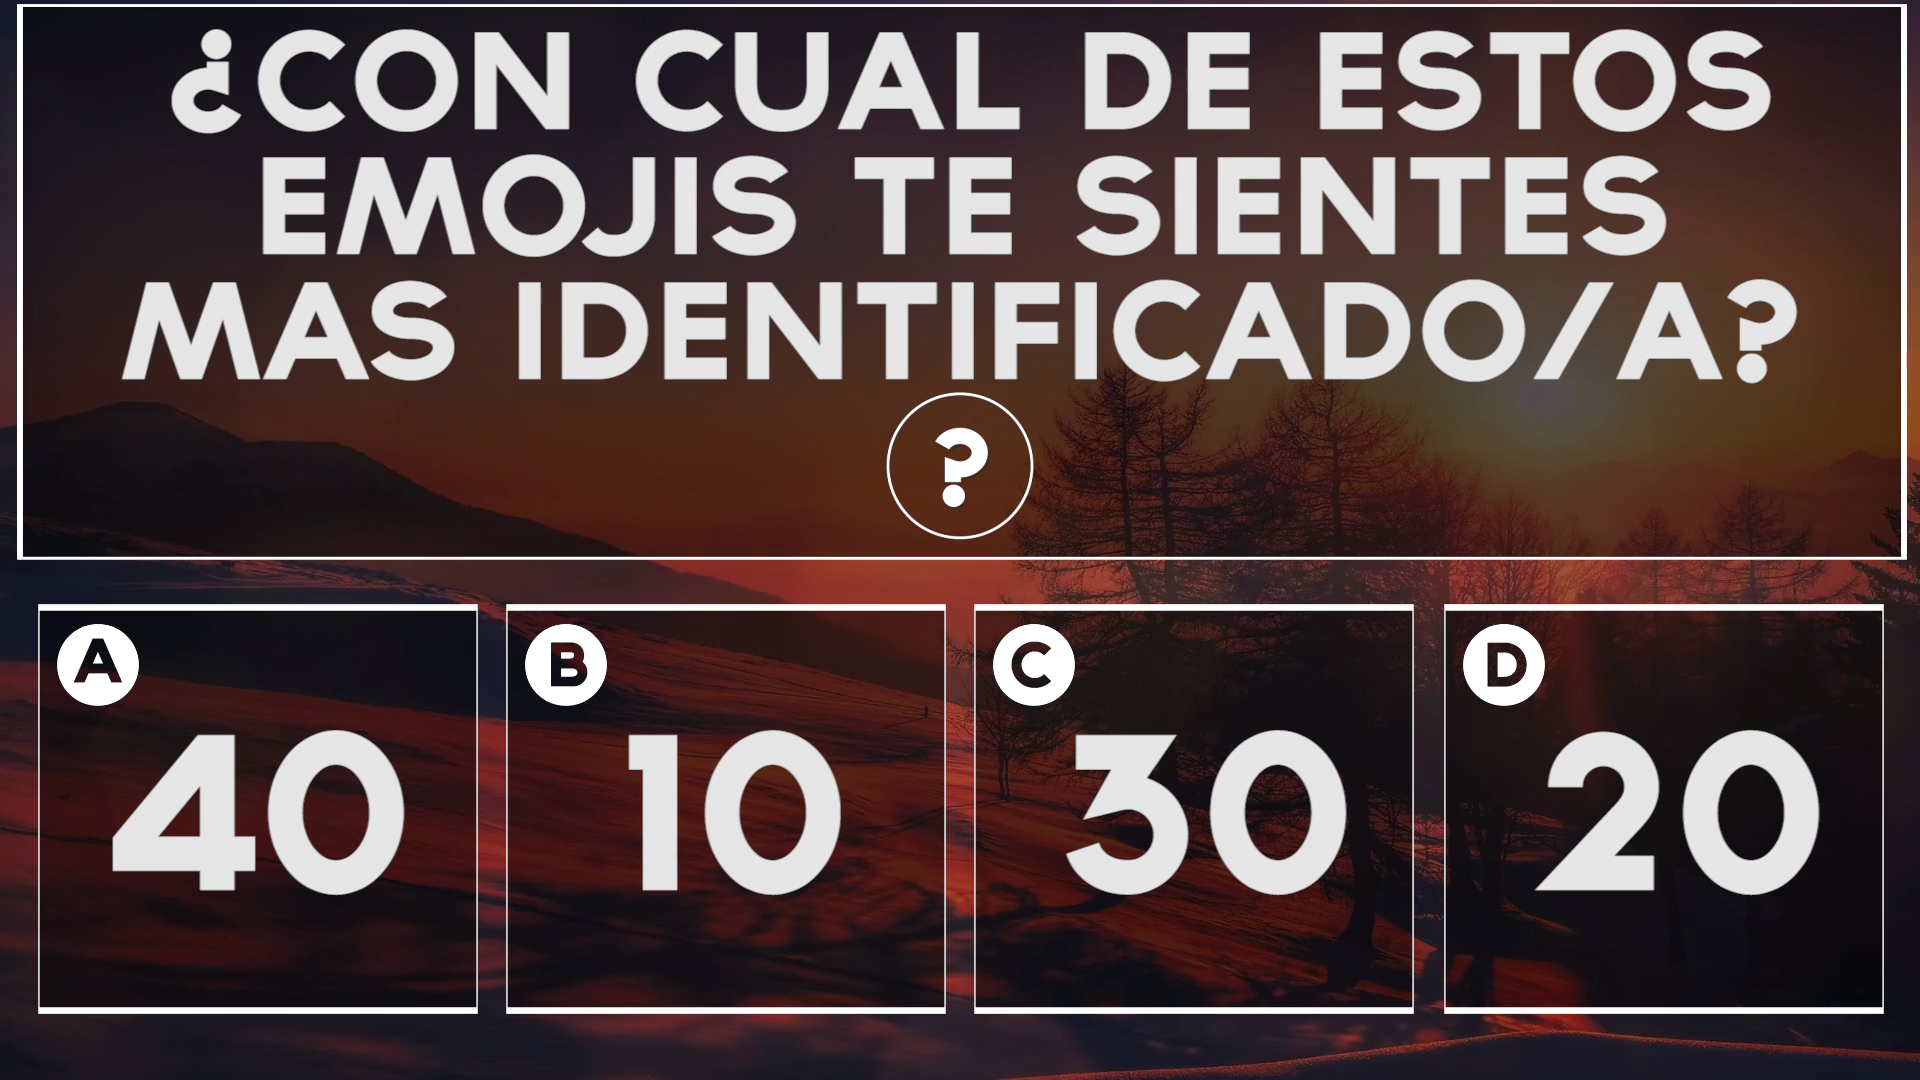 ¿CON CUAL DE ESTOS
EMOJIS TE SIENTES
MAS IDENTIFICADO/A?
?
A
40
B
10
C
30
D
20